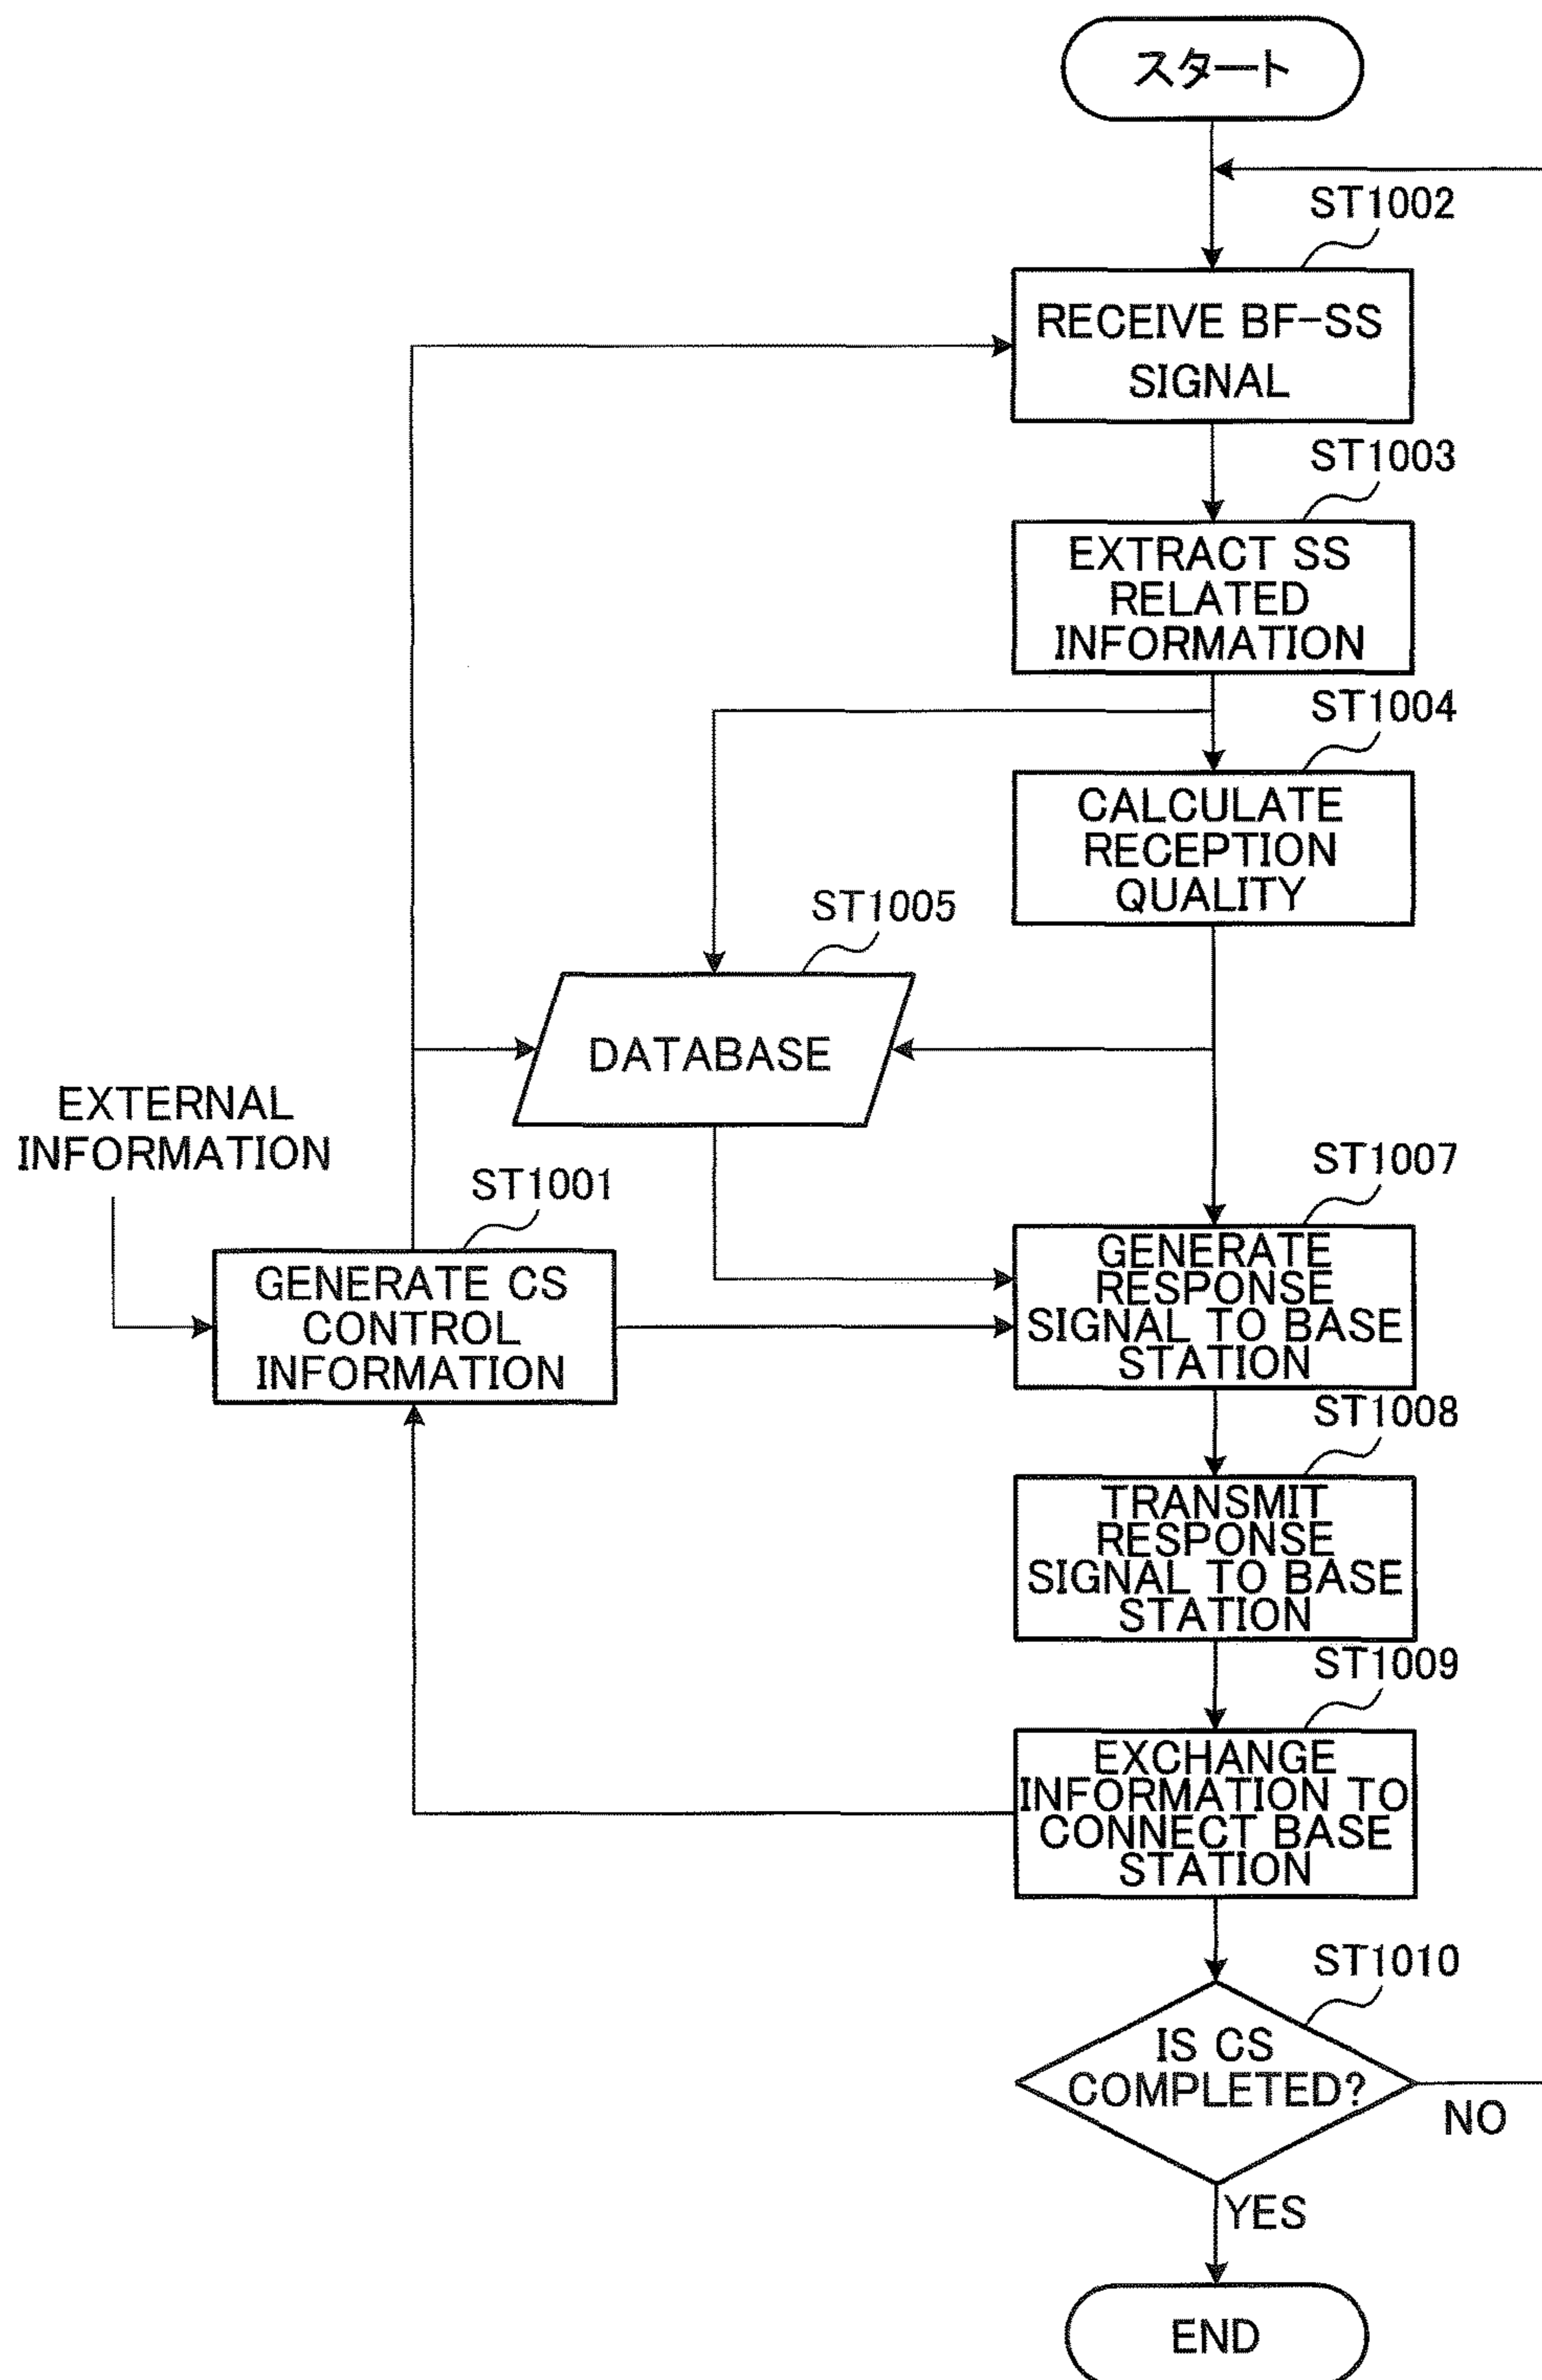 スタート
ST1002
RECEIVE BF-SS
SIGNAL
ST1003
EXTRACT SS
RELATED
INFORMATION
ST1004
CALCULATE
RECEPTION
QUALITY
ST1005
DATABASE
EXTERNAL
INFORMATION
ST1001
GENERATE CS
CONTROL
INFORMATION
ST1007
GENERATE
RESPONSE
SIGNAL TO BASE
STATION
ST1008
TRANSMIT
RESPONSE
SIGNAL TO BASE
STATION
ST1009
EXCHANGE
INFORMATION TO
CONNECT BASE
STATION
ST1010
IS CS
COMPLETED?
NO
YES
END